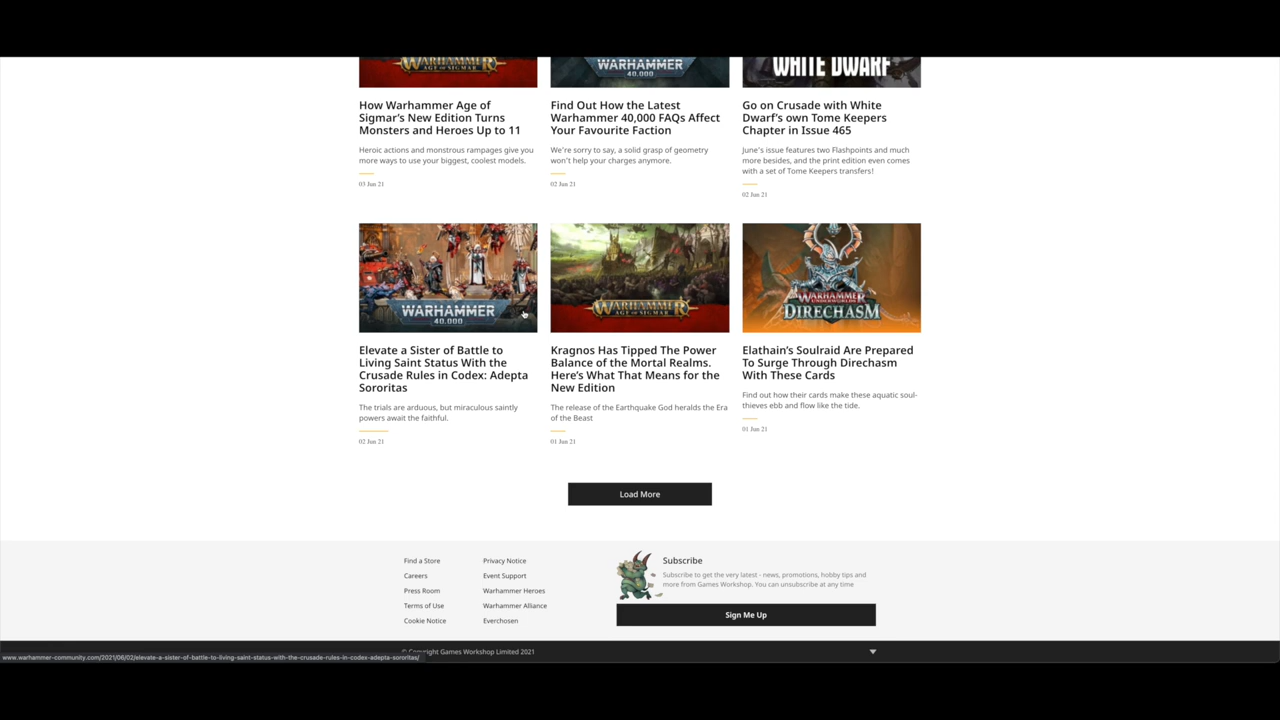 WARHAMMER
AGE OF SIGMAR
WARHAMMER
40,000
WHITE DWARF
How Warhammer Age of
Sigmar's New Edition Turns
Monsters and Heroes Up to 11
Heroic actions and monstrous rampages give you
more ways to use your biggest, coolest models.
03 Jun 21
Find Out How the Latest
Warhammer 40,000 FAQs Affect
Your Favourite Faction
We're sorry to say, a solid grasp of geometry
won't help your charges anymore.
02 Jun 21
Go on Crusade with White
Dwarf's own Tome Keepers
Chapter in Issue 465
June's issue features two Flashpoints and much
more besides, and the print edition even comes
with a set of Tome Keepers transfers!
02 Jun 21
WARHAMMER
40,000
Elevate a Sister of Battle to
Living Saint Status With the
Crusade Rules in Codex: Adepta
Sororitas
The trials are arduous, but miraculous saintly
powers await the faithful.
02 Jun 21
WARHAMMER
AGE OF SIGMAR
Kragnos Has Tipped The Power
Balance of the Mortal Realms.
Here's What That Means for the
New Edition
The release of the Earthquake God heralds the Era
of the Beast
01 Jun 21
WARHAMMER
UNDERWORLDS
DIRECHASM
Elathain's Soulraid Are Prepared
To Surge Through Direchasm
With These Cards
Find out how their cards make these aquatic soul-
thieves ebb and flow like the tide.
01 Jun 21
Load More
Find a Store
Careers
Press Room
Terms of Use
Cookie Notice
Privacy Notice
Event Support
Warhammer Heroes
Warhammer Alliance
Everchosen
Subscribe
Subscribe to get the very latest - news, promotions, hobby tips and
more from Games Workshop. You can unsubscribe at any time
Sign Me Up
© Copyright Games Workshop Limited 2021
www.warhammer-community.com/2021/06/02/elevate-a-sister-of-battle-to-living-saint-status-with-the-crusade-rules-in-codex-adepta-sororitas/